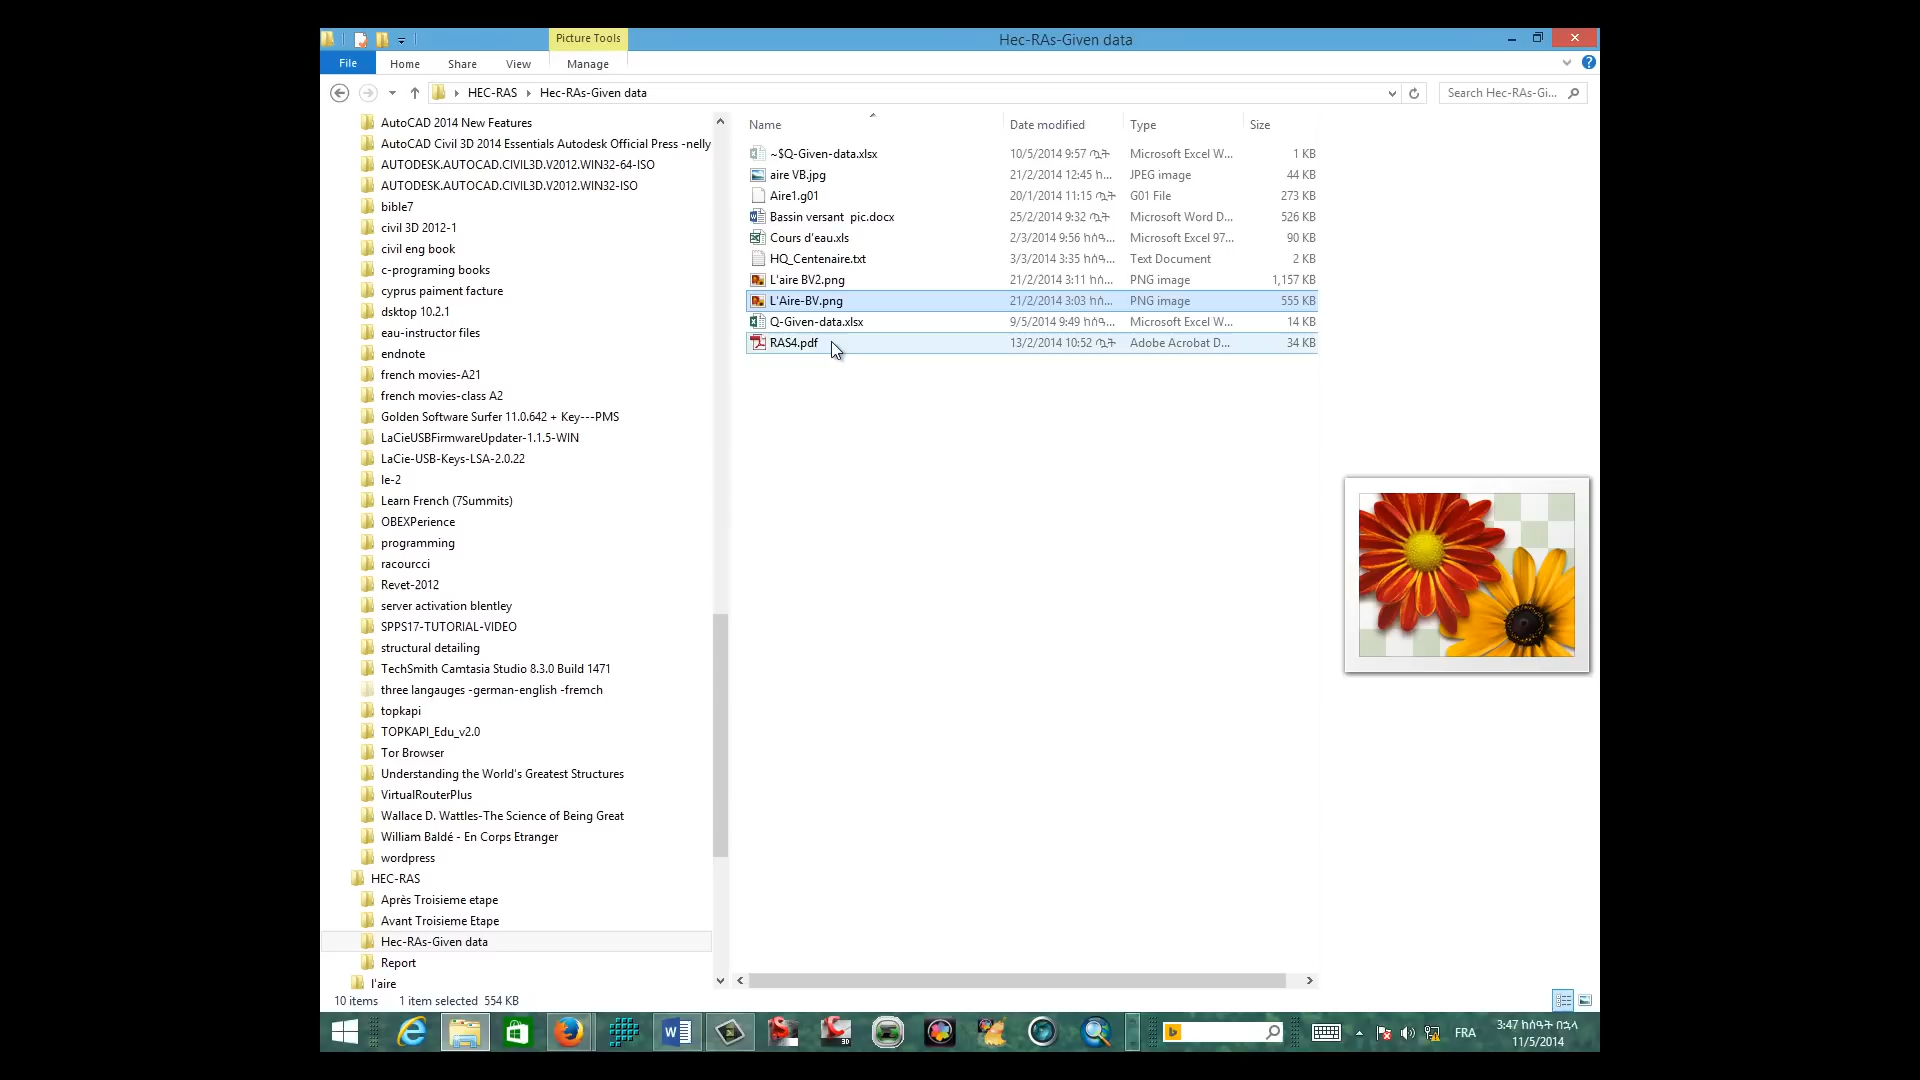 Picture Tools
Hec-RAs-Given data
File
Home
Share
View
Manage
HEC-RAS
Hec-RAs-Given data
Search Hec-RAs-Gi...
AutoCAD 2014 New Features
AutoCAD Civil 3D 2014 Essentials Autodesk Official Press -nelly
AUTODESK.AUTOCAD.CIVIL3D.V2012.WIN32-64-ISO
AUTODESK.AUTOCAD.CIVIL3D.V2012.WIN32-ISO
bible7
civil 3D 2012-1
civil eng book
c-programing books
cyprus paiment facture
dsktop 10.2.1
eau-instructor files
endnote
french movies-A21
french movies-class A2
Golden Software Surfer 11.0.642 + Key---PMS
LaCieUSBFirmwareUpdater-1.1.5-WIN
LaCie-USB-Keys-LSA-2.0.22
le-2
Learn French (7Summits)
OBEXPerience
programming
racourcci
Revet-2012
server activation blentley
SPPS17-TUTORIAL-VIDEO
structural detailing
TechSmith Camtasia Studio 8.3.0 Build 1471
three langauges -german-english -fremch
topkapi
TOPKAPI_Edu_v2.0
Tor Browser
Understanding the World's Greatest Structures
VirtualRouterPlus
Wallace D. Wattles-The Science of Being Great
William Baldé - En Corps Etranger
wordpress
HEC-RAS
Après Troisieme etape
Avant Troisieme Etape
Hec-RAs-Given data
Report
l'aire
Name Date modified Type Size
~$Q-Given-data.xlsx 10/5/2014 9:57 ጧት Microsoft Excel W... 1 KB
aire VB.jpg 21/2/2014 12:45 ከ... JPEG image 44 KB
Aire1.g01 20/1/2014 11:15 ጧት G01 File 273 KB
Bassin versant pic.docx 25/2/2014 9:32 ጧት Microsoft Word D... 526 KB
Cours d'eau.xls 2/3/2014 9:56 ከሰዓ... Microsoft Excel 97... 90 KB
HQ_Centenaire.txt 3/3/2014 3:35 ከሰዓ... Text Document 2 KB
L'aire BV2.png 21/2/2014 3:11 ከሰ... PNG image 1,157 KB
L'Aire-BV.png 21/2/2014 3:03 ከሰ... PNG image 555 KB
Q-Given-data.xlsx 9/5/2014 9:49 ከሰዓ... Microsoft Excel W... 14 KB
RAS4.pdf 13/2/2014 10:52 ጧት Adobe Acrobat D... 34 KB
10 items 1 item selected 554 KB
FRA
3:47 ከሰዓት በኋላ
11/5/2014